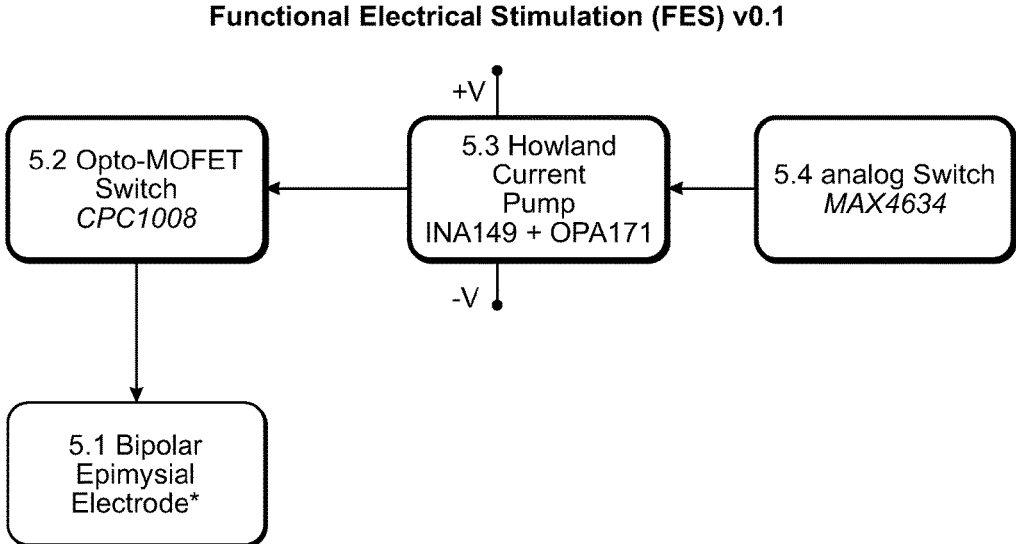 Functional Electrical Stimulation (FES) v0.1
+V
5.2 Opto-MOFET
Switch
CPC1008
5.3 Howland
Current
Pump
INA149 + OPA171
5.4 analog Switch
MAX4634
-V
5.1 Bipolar
Epimysial
Electrode*